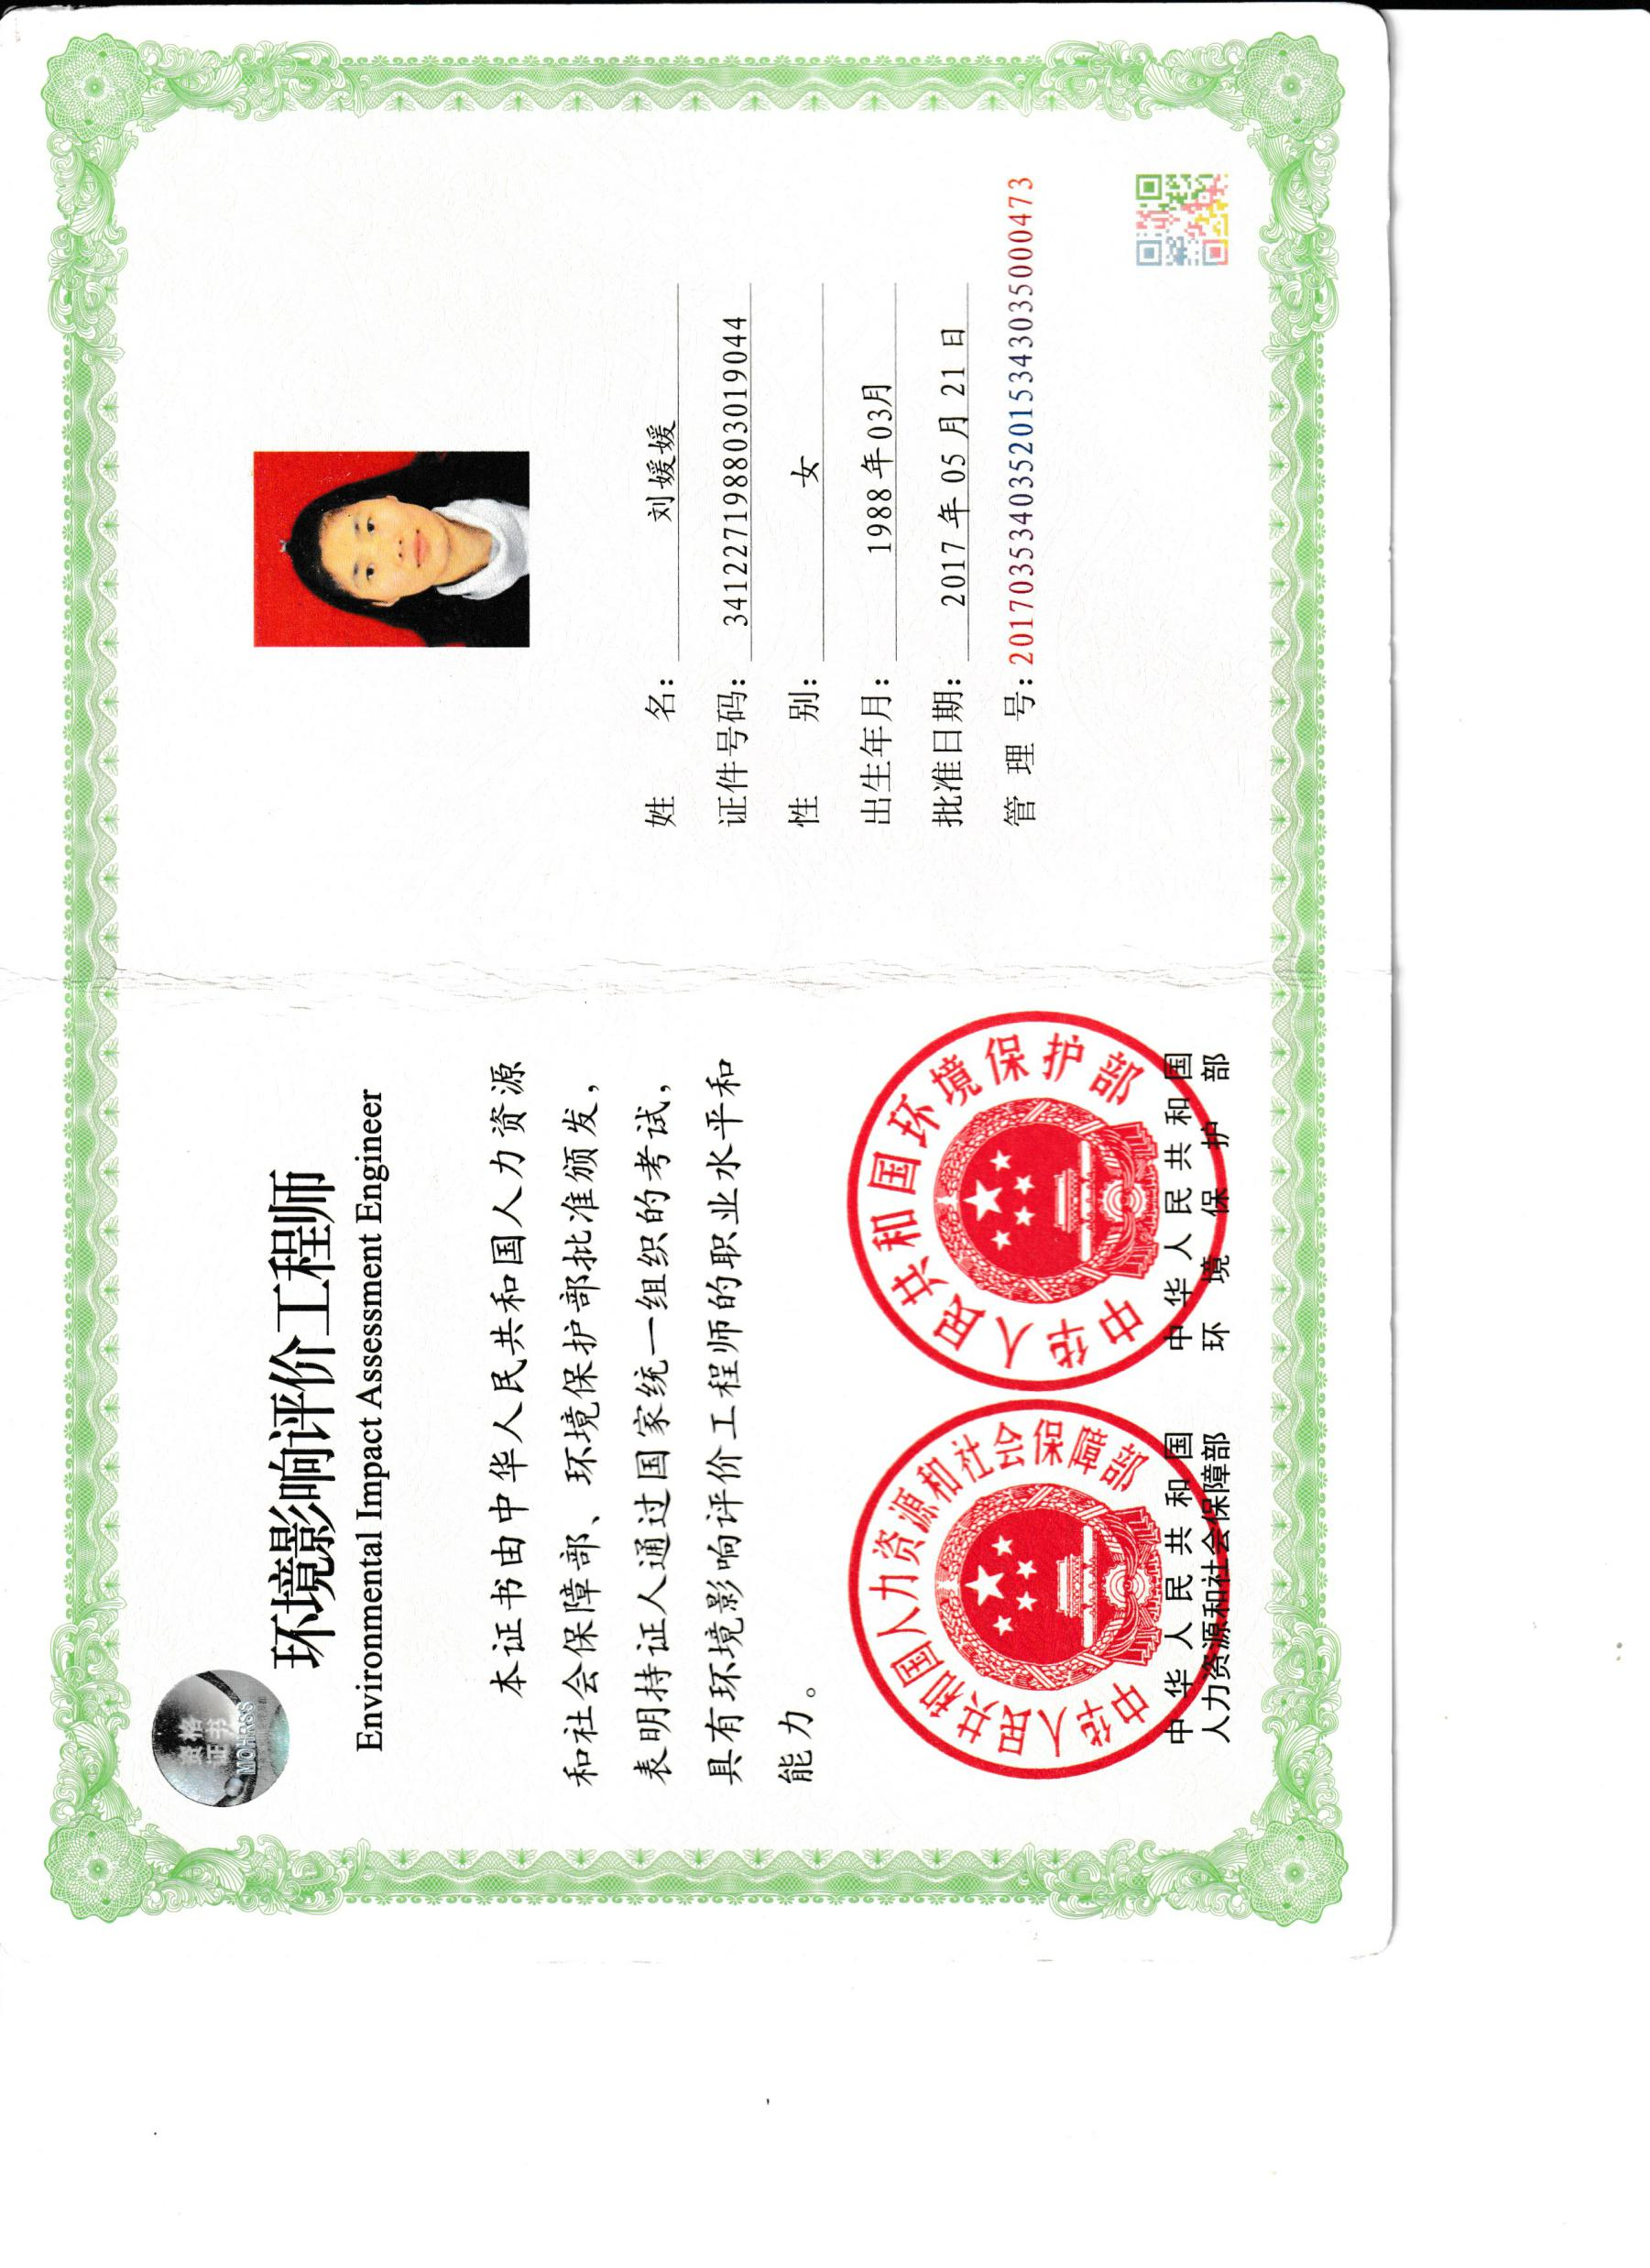 资格
证书
MOHRSS
环境影响评价工程师
Environmental Impact Assessment Engineer
本证书由中华人民共和国人力资源
和社会保障部、环境保护部批准颁发，
表明持证人通过国家统一组织的考试，
具有环境影响评价工程师的职业水平和
能力。
中华人民共和国人力资源和社会保障部
中华人民共和国
人力资源和社会保障部
中华人民共和国环境保护部
中华人民共和国
环境保护部
姓 名：刘媛媛
证件号码：341227198803019044
性 别：女
出生年月：1988年03月
批准日期：2017年05月21日
管 理 号：2017035340352015343035000473